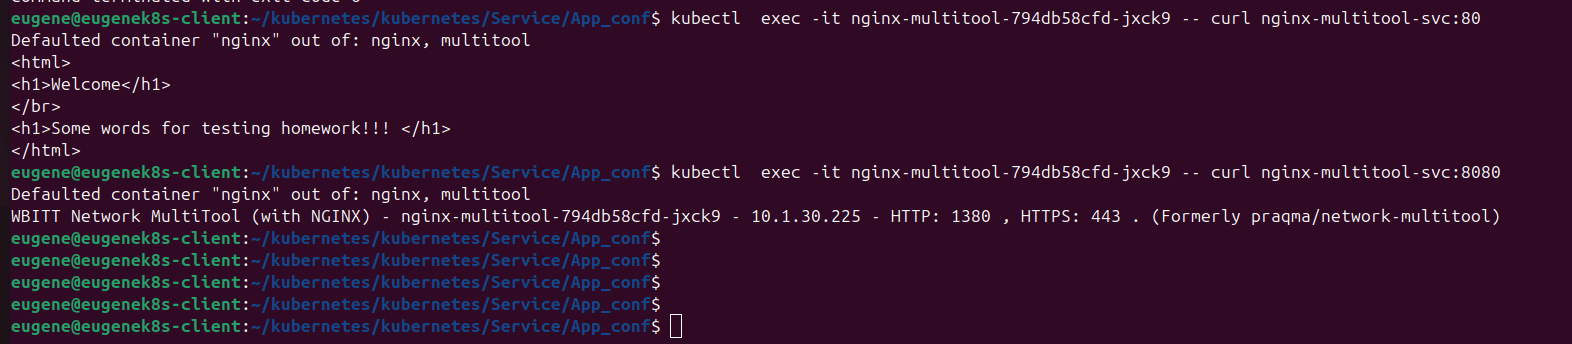 command terminated with exit code 6
eugene@eugenek8s-client:~/kubernetes/kubernetes/Service/App_conf$ kubectl  exec -it nginx-multitool-794db58cfd-jxck9 -- curl nginx-multitool-svc:80
Defaulted container "nginx" out of: nginx, multitool
<html>
<h1>Welcome</h1>
</br>
<h1>Some words for testing homework!!! </h1>
</html>
eugene@eugenek8s-client:~/kubernetes/kubernetes/Service/App_conf$ kubectl  exec -it nginx-multitool-794db58cfd-jxck9 -- curl nginx-multitool-svc:8080
Defaulted container "nginx" out of: nginx, multitool
WBITT Network MultiTool (with NGINX) - nginx-multitool-794db58cfd-jxck9 - 10.1.30.225 - HTTP: 1380 , HTTPS: 443 . (Formerly praqma/network-multitool)
eugene@eugenek8s-client:~/kubernetes/kubernetes/Service/App_conf$
eugene@eugenek8s-client:~/kubernetes/kubernetes/Service/App_conf$
eugene@eugenek8s-client:~/kubernetes/kubernetes/Service/App_conf$
eugene@eugenek8s-client:~/kubernetes/kubernetes/Service/App_conf$
eugene@eugenek8s-client:~/kubernetes/kubernetes/Service/App_conf$